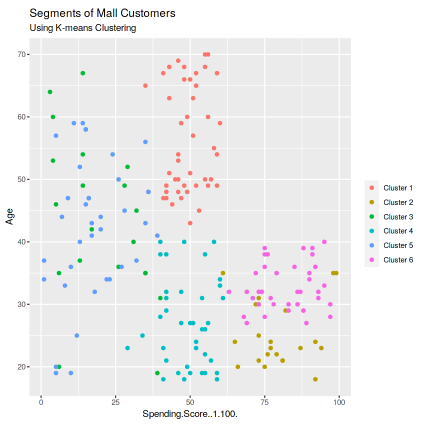 Segments of Mall Customers
Using K-means Clustering
70
60
50
40
30
20
Age
0
25
50
75
100
Spending.Score..1.100.
Cluster 1
Cluster 2
Cluster 3
Cluster 4
Cluster 5
Cluster 6